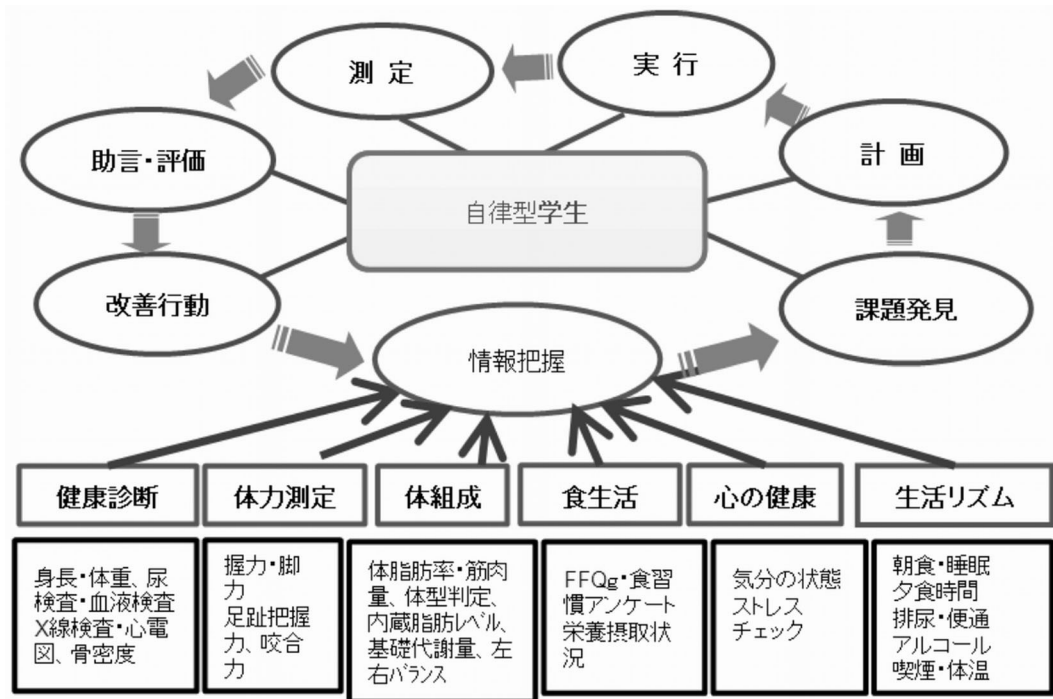 測 定
実 行
助言・評価
計 画
自律型学生
改善行動
課題発見
情報把握
健康診断
体力測定
体組成
食生活
心の健康
生活リズム
身長・体重、尿
検査・血液検査
X線検査・心電
図、骨密度
握力・脚
力
足趾把握
力、咬合
力
体脂肪率・筋肉
量、体型判定、
内蔵脂肪レベル、
基礎代謝量、左
右バランス
FFQg・食習
慣アンケート
栄養摂取状
況
気分の状態
ストレス
チェック
朝食・睡眠
夕食時間
排尿・便通
アルコール
喫煙・体温